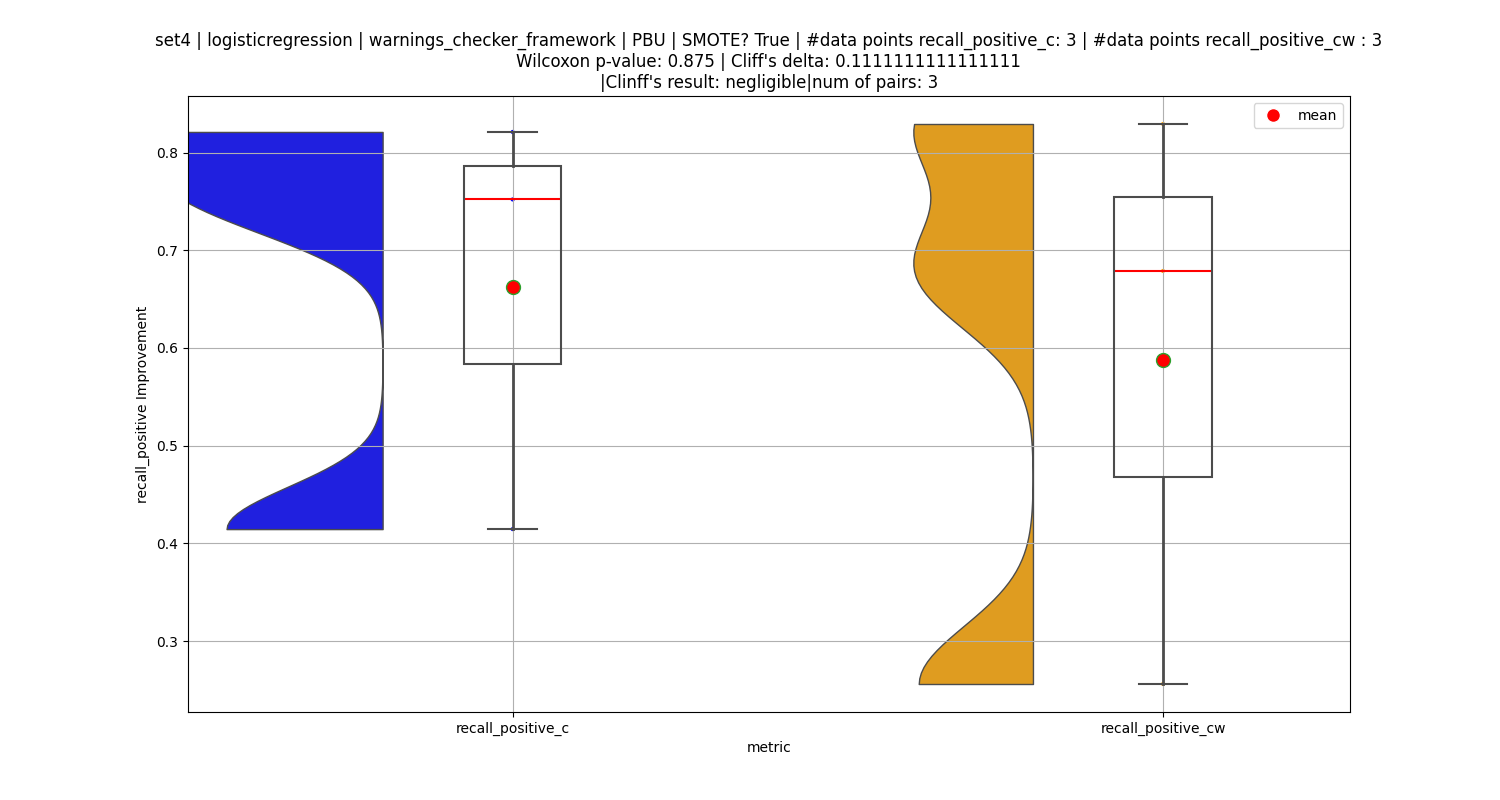 set4 | logisticregression | warnings_checker_framework | PBU | SMOTE? True | #data points recall_positive_c: 3 | #data points recall_positive_cw : 3
Wilcoxon p-value: 0.875 | Cliff's delta: 0.1111111111111111
|Clinff's result: negligible|num of pairs: 3
mean
0.8
0.7
0.6
0.5
0.4
0.3
recall_positive Improvement
recall_positive_c
recall_positive_cw
metric